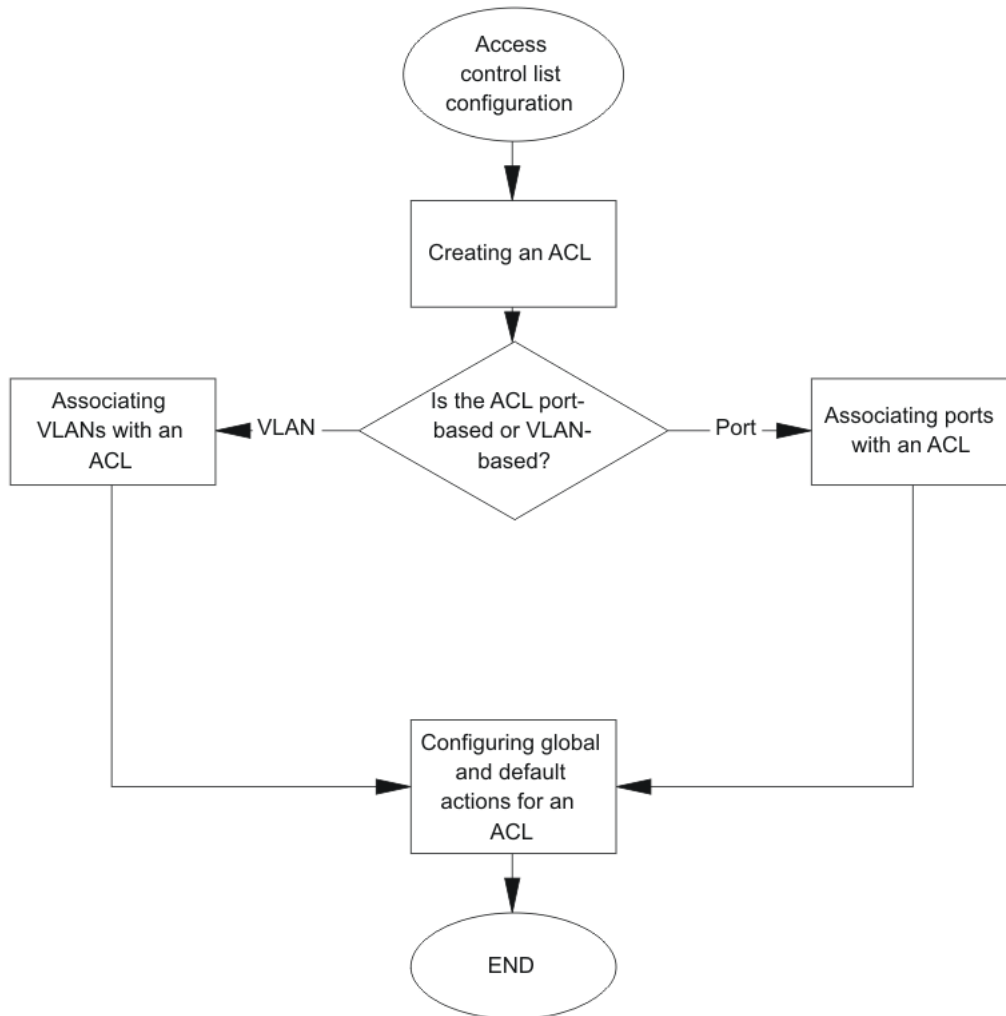 Access
control list
configuration
Creating an ACL
Is the ACL port-
based or VLAN-
based?
VLAN
Port
Associating
VLANs with an
ACL
Associating ports
with an ACL
Configuring global
and default
actions for an
ACL
END